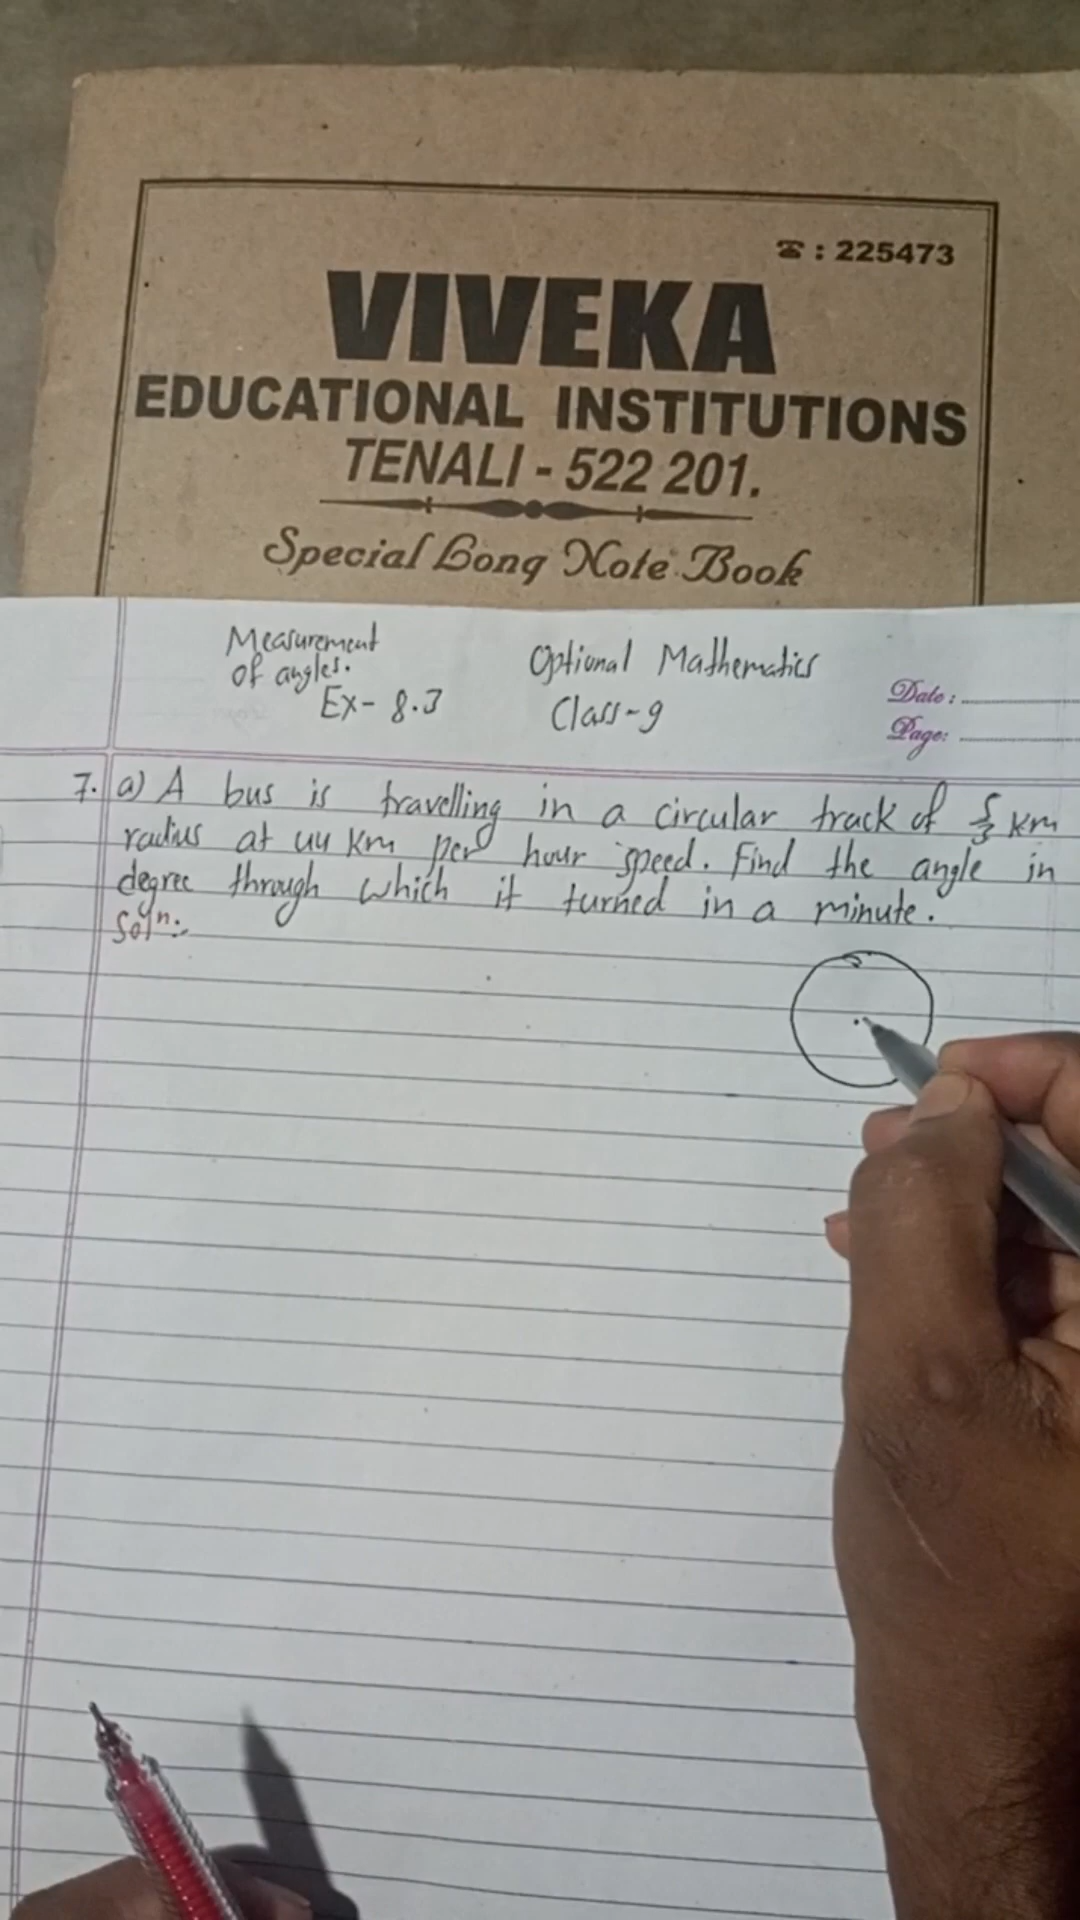 ☎ : 225473
VIVEKA
EDUCATIONAL INSTITUTIONS
TENALI - 522 201.
Special Long Note Book
Measurement
of angles.
Ex- 8.3
Optional Mathematics
Class-9
Date :
Page:
7. a) A bus is travelling in a circular track of 5/3 km
radius at 44 km per hour speed. Find the angle in
degree through which it turned in a minute.
Solⁿ: